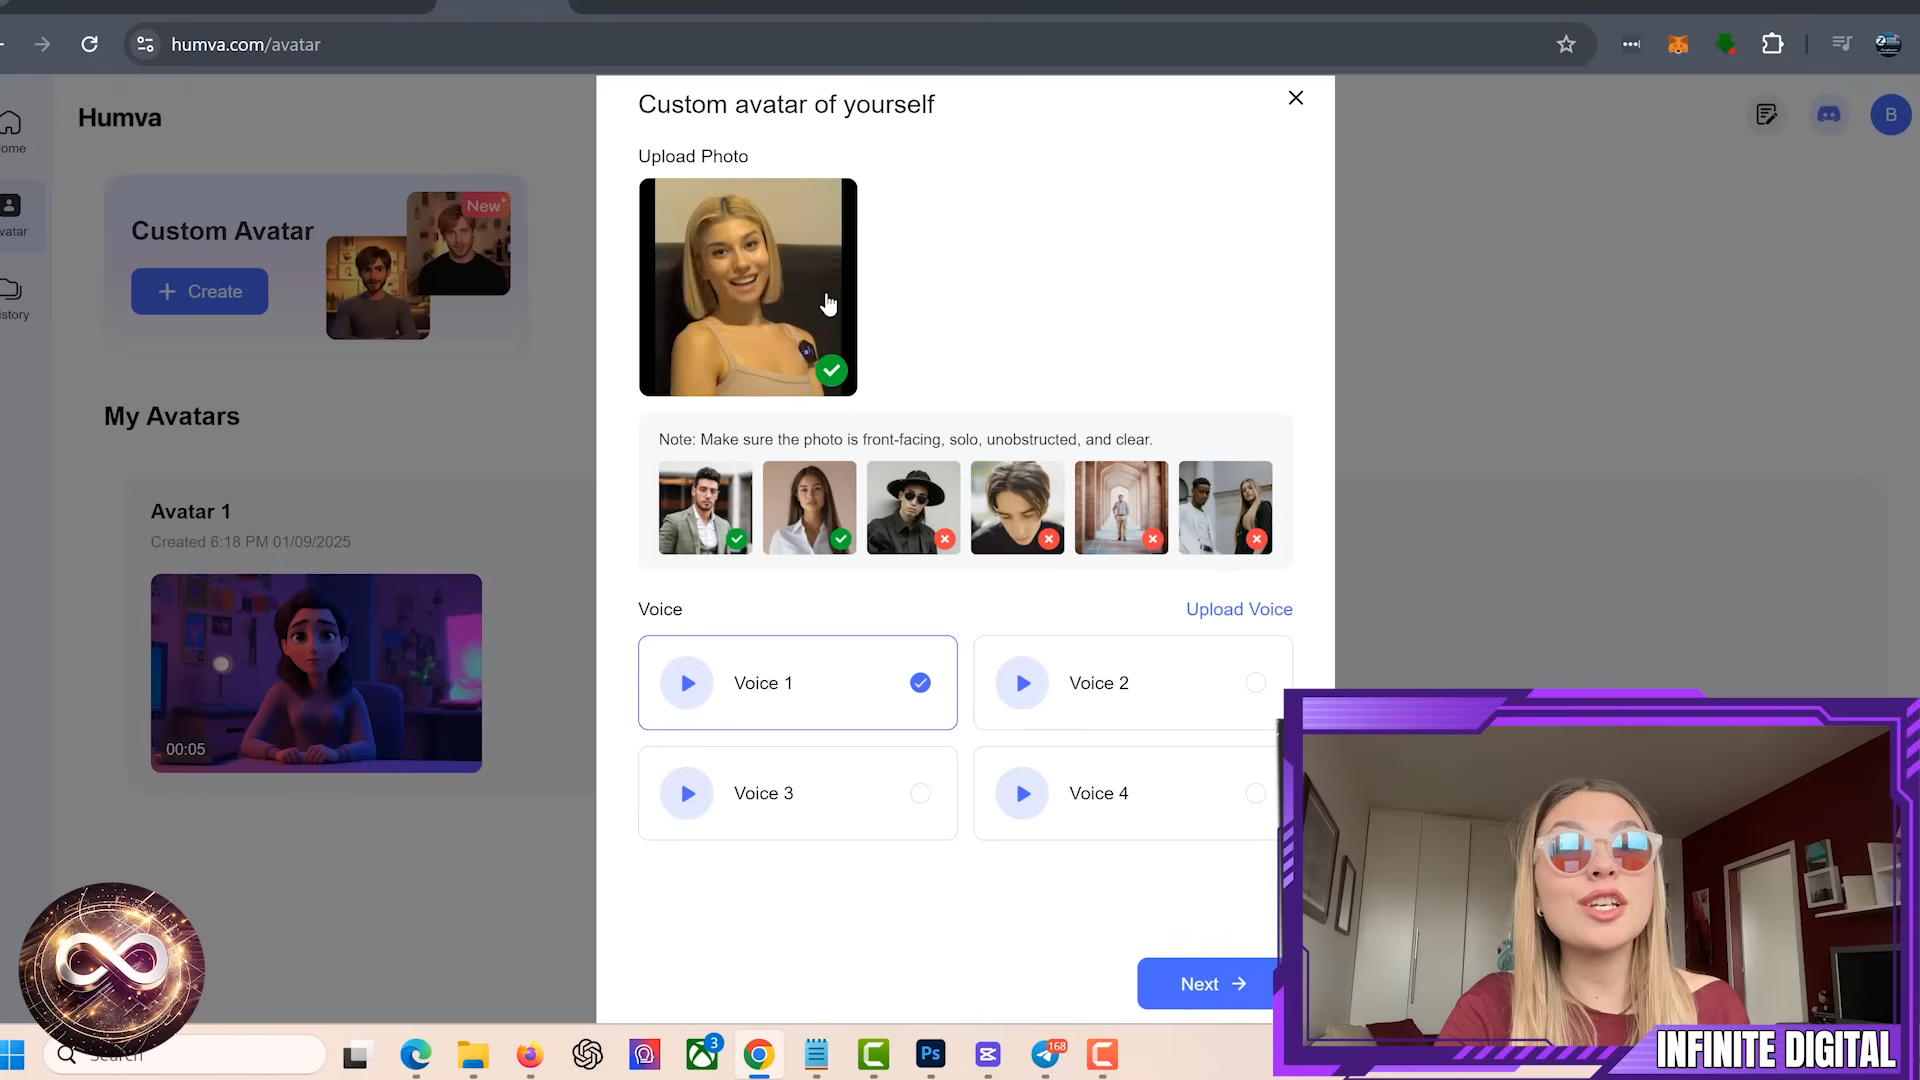 humva.com/avatar
Humva
ome
vatar
istory
Custom Avatar
New
+ Create
My Avatars
Avatar 1
Created 6:18 PM 01/09/2025
00:05
Custom avatar of yourself
Upload Photo
Note: Make sure the photo is front-facing, solo, unobstructed, and clear.
Voice
Upload Voice
Voice 1
Voice 2
Voice 3
Voice 4
Next
B
Search
3
Ps
168
INFINITE DIGITAL